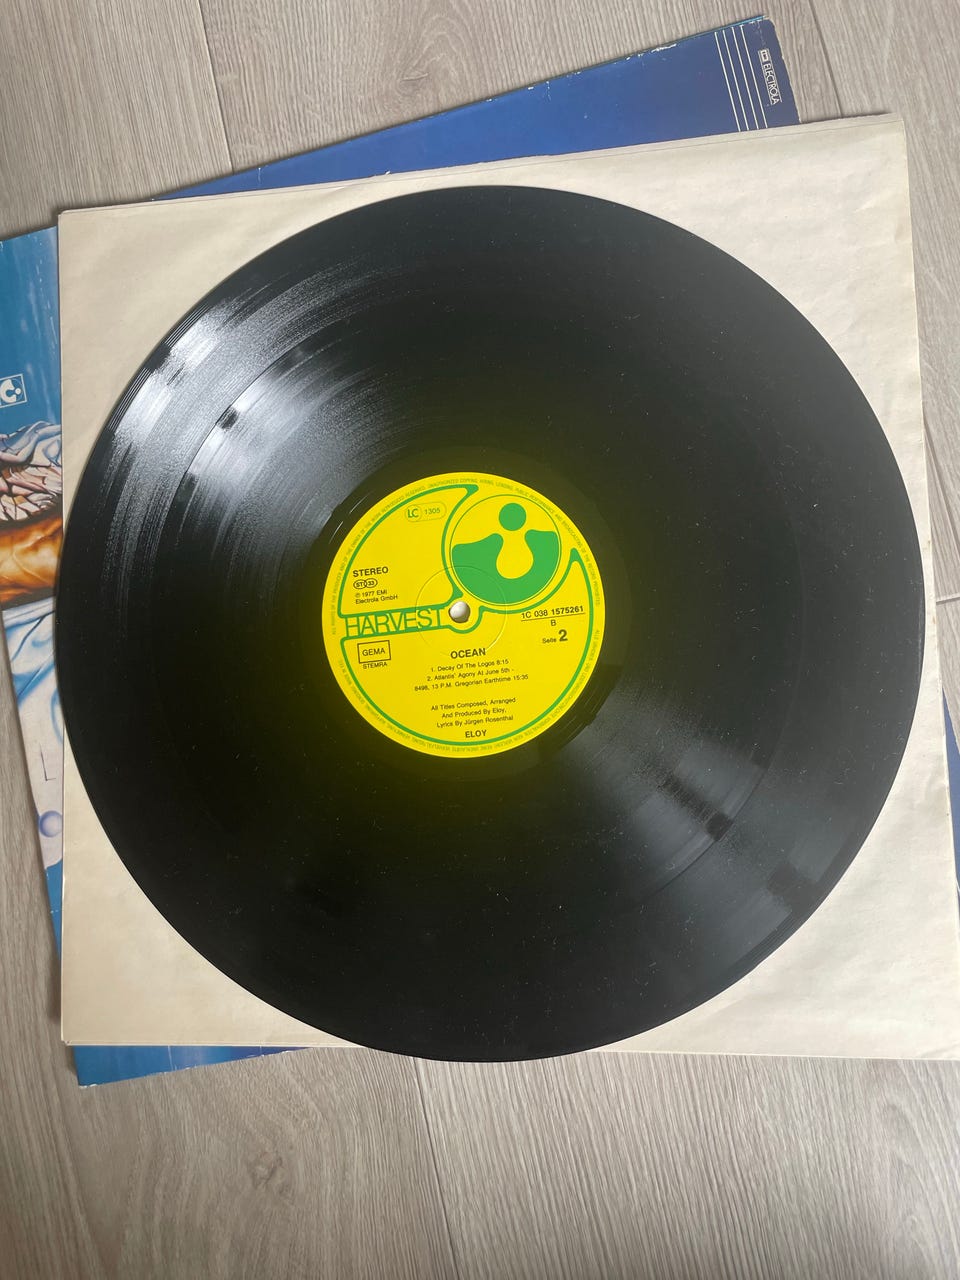 ELECTROLA
LC 1305
STEREO
ST 33
℗ 1977 EMI
Electrola GmbH
HARVEST
1C 038 1575261
B
Seite 2
GEMA
STEMRA
OCEAN
1. Decay Of The Logos 8:15
2. Atlantis' Agony At June 5th -
8498, 13 P.M. Gregorian Earthtime 15:35
All Titles Composed, Arranged
And Produced By Eloy,
Lyrics By Jürgen Rosenthal
ELOY